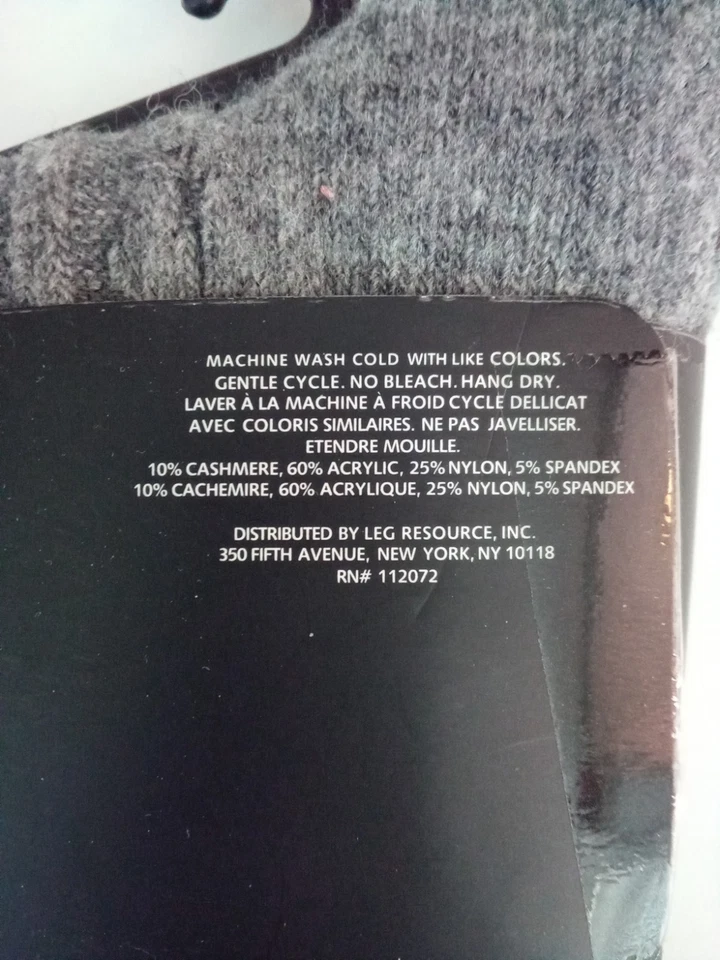 MACHINE WASH COLD WITH LIKE COLORS.
GENTLE CYCLE. NO BLEACH. HANG DRY.
LAVER À LA MACHINE À FROID CYCLE DELLICAT
AVEC COLORIS SIMILAIRES. NE PAS JAVELLISER.
ETENDRE MOUILLE.
10% CASHMERE, 60% ACRYLIC, 25% NYLON, 5% SPANDEX
10% CACHEMIRE, 60% ACRYLIQUE, 25% NYLON, 5% SPANDEX
DISTRIBUTED BY LEG RESOURCE, INC.
350 FIFTH AVENUE, NEW YORK, NY 10118
RN# 112072